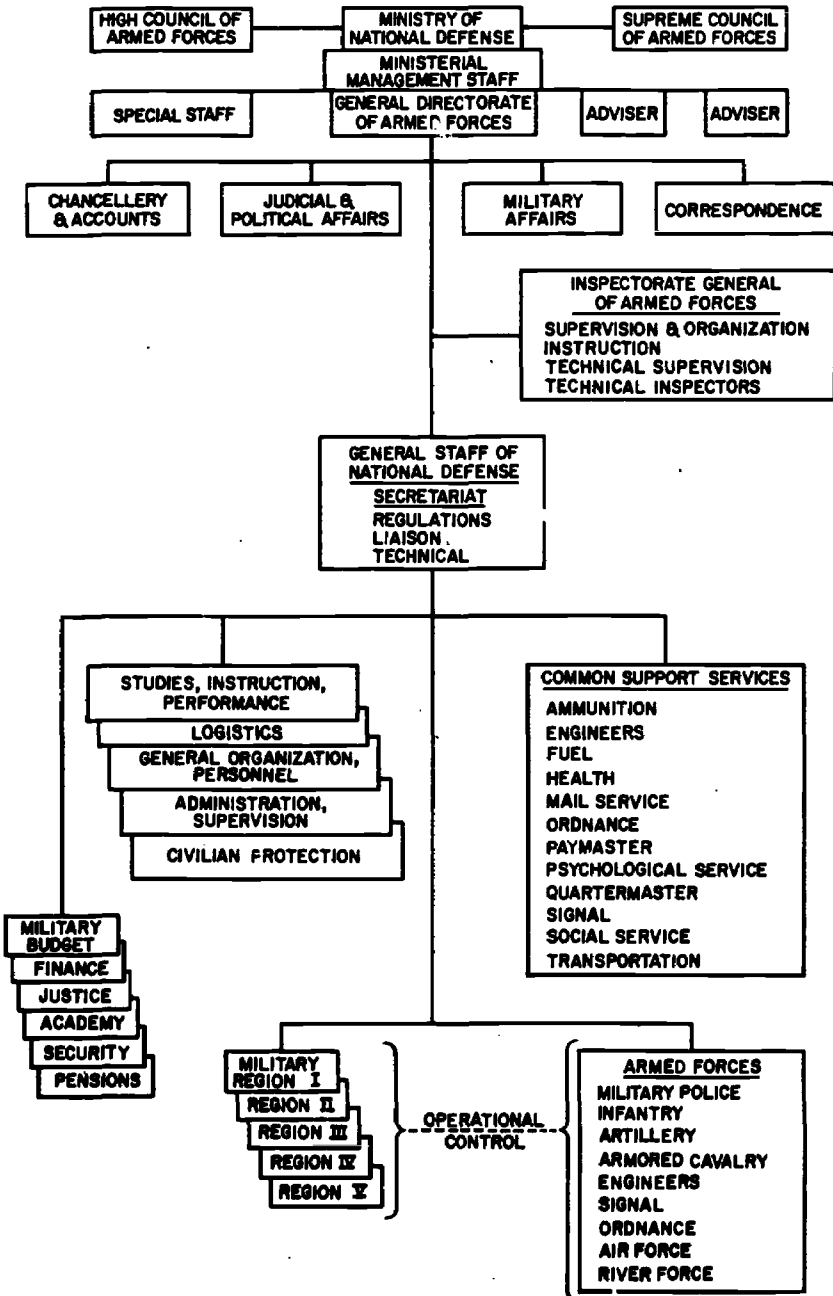 HIGH COUNCIL OF
ARMED FORCES
MINISTRY OF
NATIONAL DEFENSE
SUPREME COUNCIL
OF ARMED FORCES
MINISTERIAL
MANAGEMENT STAFF
SPECIAL STAFF
GENERAL DIRECTORATE
OF ARMED FORCES
ADVISER
ADVISER
CHANCELLERY
& ACCOUNTS
JUDICIAL &
POLITICAL AFFAIRS
MILITARY
AFFAIRS
CORRESPONDENCE
INSPECTORATE GENERAL
OF ARMED FORCES
SUPERVISION & ORGANIZATION
INSTRUCTION
TECHNICAL SUPERVISION
TECHNICAL INSPECTORS
GENERAL STAFF OF
NATIONAL DEFENSE
SECRETARIAT
REGULATIONS
LIAISON
TECHNICAL
STUDIES, INSTRUCTION,
PERFORMANCE
LOGISTICS
GENERAL ORGANIZATION,
PERSONNEL
ADMINISTRATION,
SUPERVISION
CIVILIAN PROTECTION
COMMON SUPPORT SERVICES
AMMUNITION
ENGINEERS
FUEL
HEALTH
MAIL SERVICE
ORDNANCE
PAYMASTER
PSYCHOLOGICAL SERVICE
QUARTERMASTER
SIGNAL
SOCIAL SERVICE
TRANSPORTATION
MILITARY
BUDGET
FINANCE
JUSTICE
ACADEMY
SECURITY
PENSIONS
MILITARY
REGION I
REGION II
REGION III
REGION IV
REGION V
OPERATIONAL
CONTROL
ARMED FORCES
MILITARY POLICE
INFANTRY
ARTILLERY
ARMORED CAVALRY
ENGINEERS
SIGNAL
ORDNANCE
AIR FORCE
RIVER FORCE